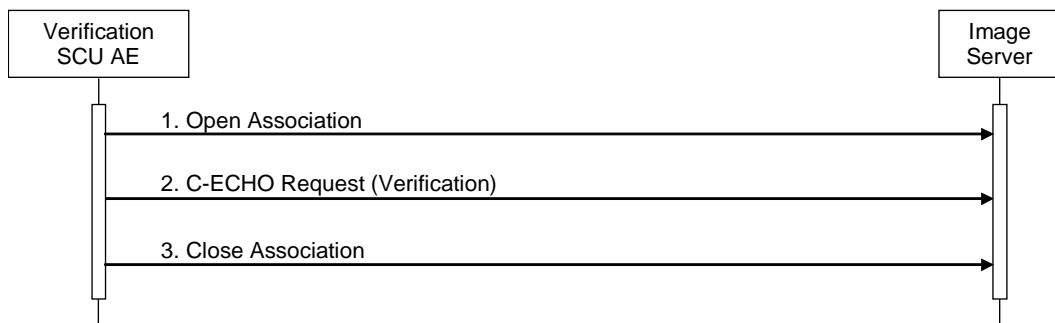 Verification
SCU AE
Image
Server
1. Open Association
2. C-ECHO Request (Verification)
3. Close Association